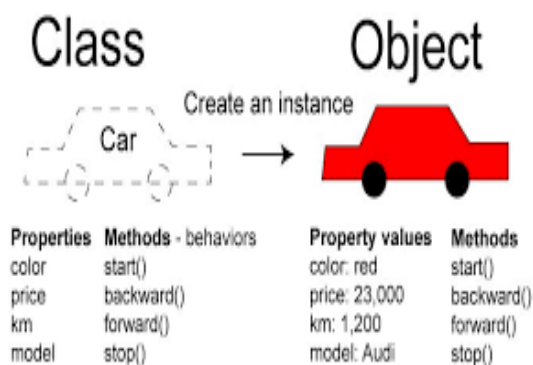 Class
Object
Create an instance
Car
Properties Methods - behaviors
color start()
price backward()
km forward()
model stop()
Property values Methods
color: red start()
price: 23,000 backward()
km: 1,200 forward()
model: Audi stop()